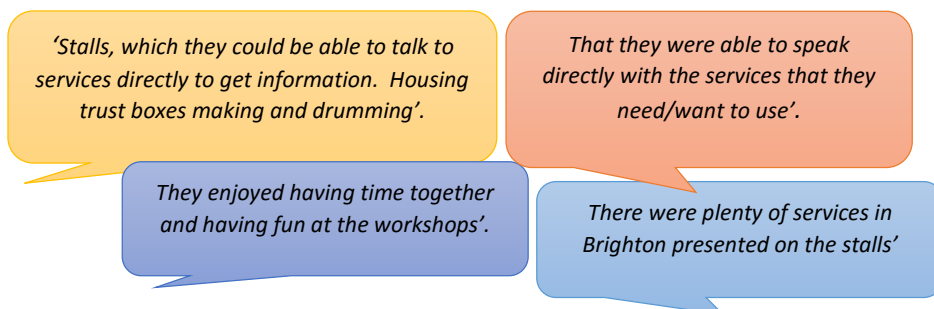 ‘Stalls, which they could be able to talk to
services directly to get information.  Housing
trust boxes making and drumming’.
That they were able to speak
directly with the services that they
need/want to use’.
They enjoyed having time together
and having fun at the workshops’.
There were plenty of services in
Brighton presented on the stalls’